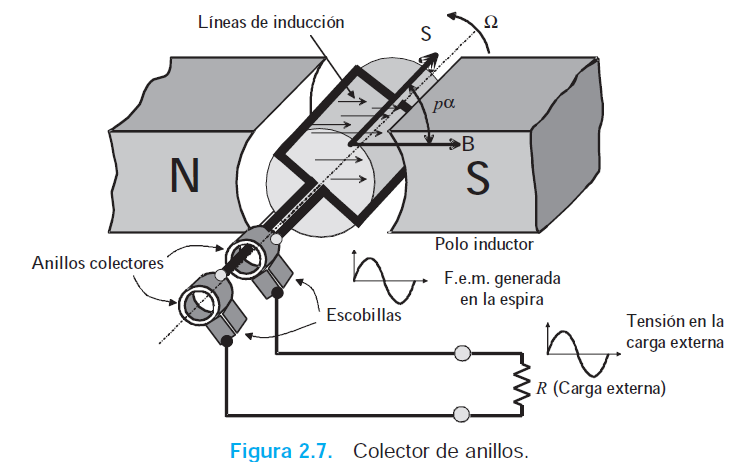 Líneas de inducción
S
Ω
pα
B
N
S
Polo inductor
Anillos colectores
F.e.m. generada
en la espira
Escobillas
Tensión en la
carga externa
R (Carga externa)
Figura 2.7. Colector de anillos.